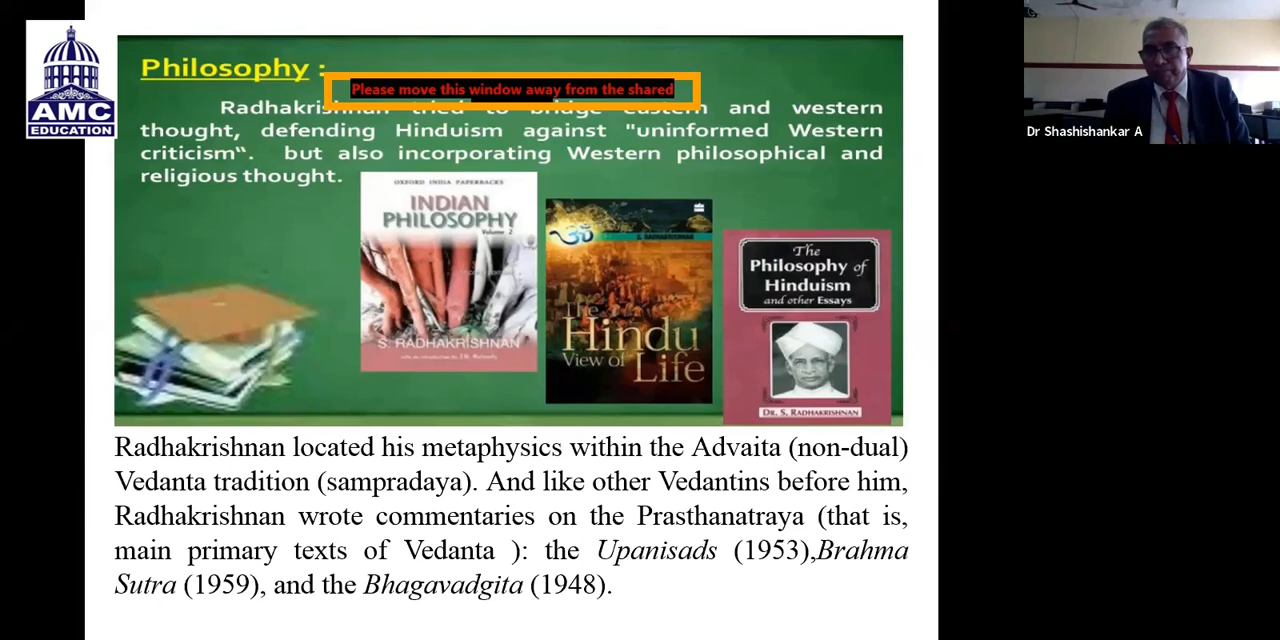 AMC
EDUCATION
Philosophy :
Please move this window away from the shared
Radhakrishnan tried to bridge eastern and western
thought, defending Hinduism against "uninformed Western
criticism“. but also incorporating Western philosophical and
religious thought.
OXFORD INDIA PAPERBACKS
INDIAN
PHILOSOPHY
Volume 2
S. RADHAKRISHNAN
ॐ
S. RADHAKRISHNAN
The
Hindu
View of
Life
The
Philosophy of
Hinduism
and other Essays
DR. S. RADHAKRISHNAN
Radhakrishnan located his metaphysics within the Advaita (non-dual)
Vedanta tradition (sampradaya). And like other Vedantins before him,
Radhakrishnan wrote commentaries on the Prasthanatraya (that is,
main primary texts of Vedanta ): the Upanisads (1953),Brahma
Sutra (1959), and the Bhagavadgita (1948).
Dr Shashishankar A